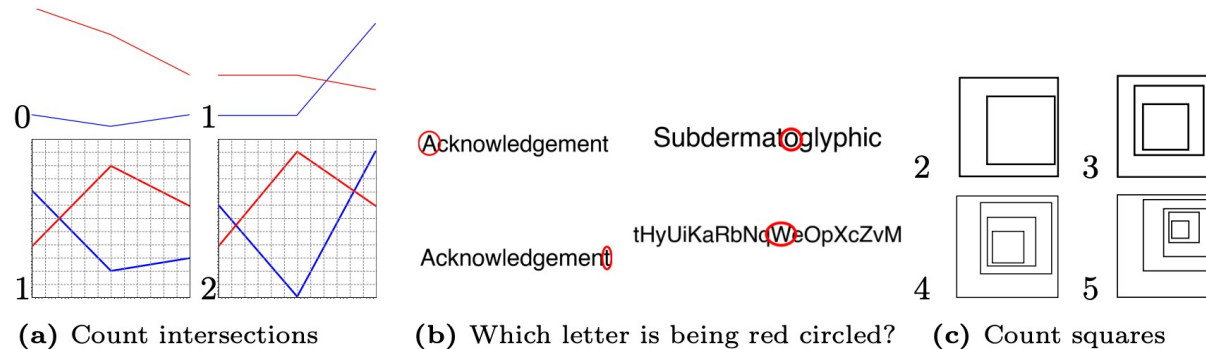 0
1
1
2
(a) Count intersections
Acknowledgement
Subdermatoglyphic
Acknowledgement
tHyUiKaRbNqWeOpXcZvM
(b) Which letter is being red circled?
2
3
4
5
(c) Count squares